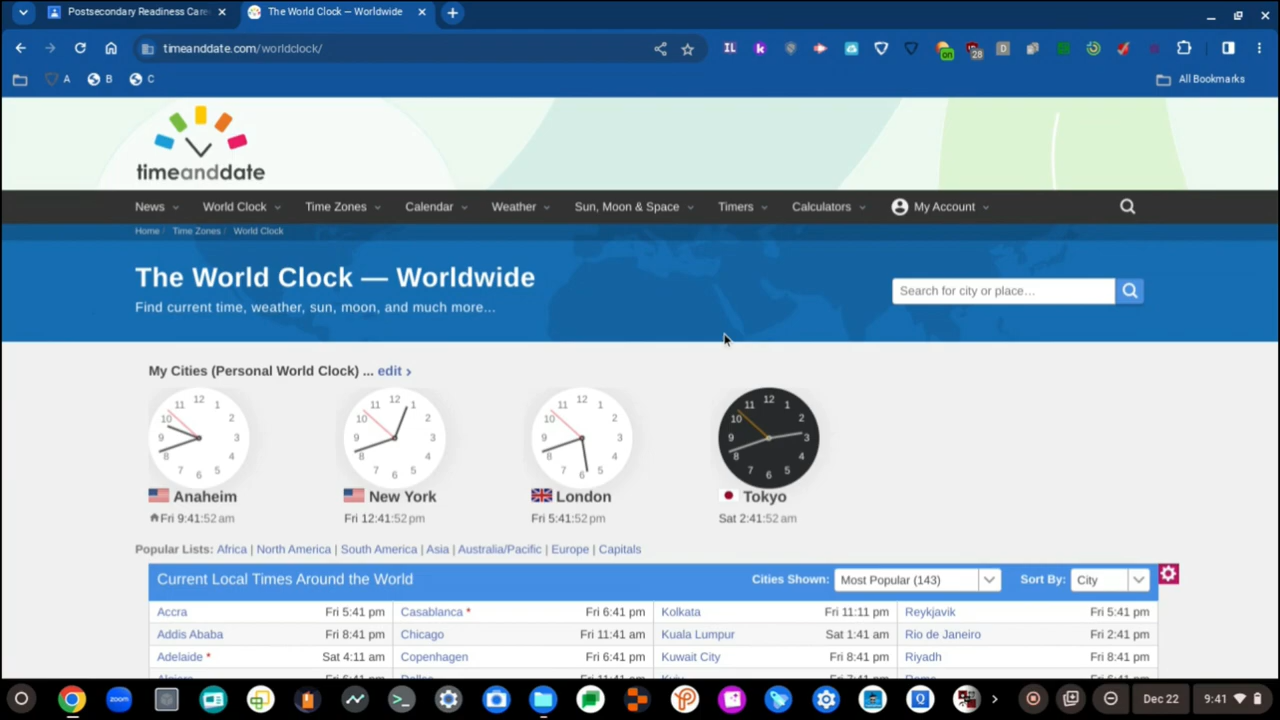 Postsecondary Readiness Care
The World Clock — Worldwide
timeanddate.com/worldclock/
A B C
All Bookmarks
timeanddate
News World Clock Time Zones Calendar Weather Sun, Moon & Space Timers Calculators My Account
Home / Time Zones / World Clock
The World Clock — Worldwide
Search for city or place...
Find current time, weather, sun, moon, and much more...
My Cities (Personal World Clock) ... edit ›
Anaheim New York London Tokyo
Fri 9:41:52 am Fri 12:41:52 pm Fri 5:41:52 pm Sat 2:41:52 am
Popular Lists: Africa | North America | South America | Asia | Australia/Pacific | Europe | Capitals
Current Local Times Around the World Cities Shown: Most Popular (143) Sort By: City
Accra Fri 5:41 pm Casablanca * Fri 6:41 pm Kolkata Fri 11:11 pm Reykjavik Fri 5:41 pm
Addis Ababa Fri 8:41 pm Chicago Fri 11:41 am Kuala Lumpur Sat 1:41 am Rio de Janeiro Fri 2:41 pm
Adelaide * Sat 4:11 am Copenhagen Fri 6:41 pm Kuwait City Fri 8:41 pm Riyadh Fri 8:41 pm
zoom
Dec 22 9:41